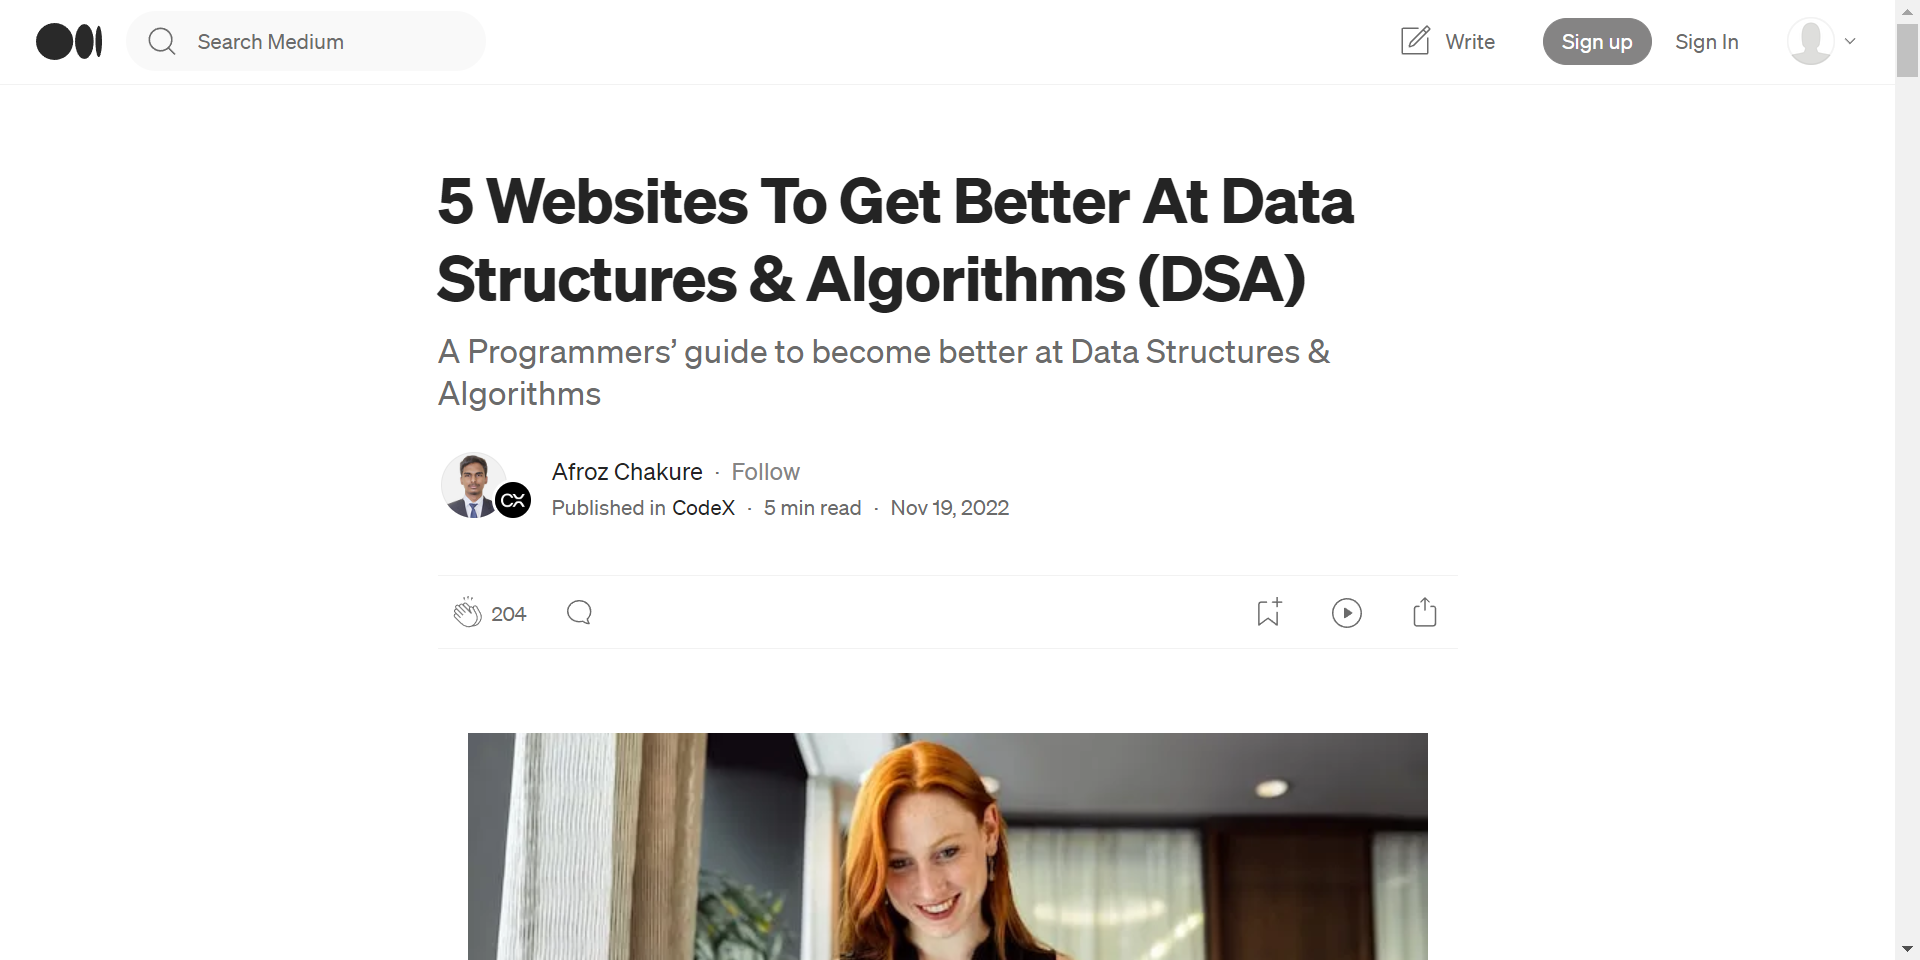 Search Medium
Write
Sign up
Sign In
5 Websites To Get Better At Data
Structures & Algorithms (DSA)
A Programmers’ guide to become better at Data Structures &
Algorithms
Afroz Chakure · Follow
CX
Published in CodeX · 5 min read · Nov 19, 2022
204